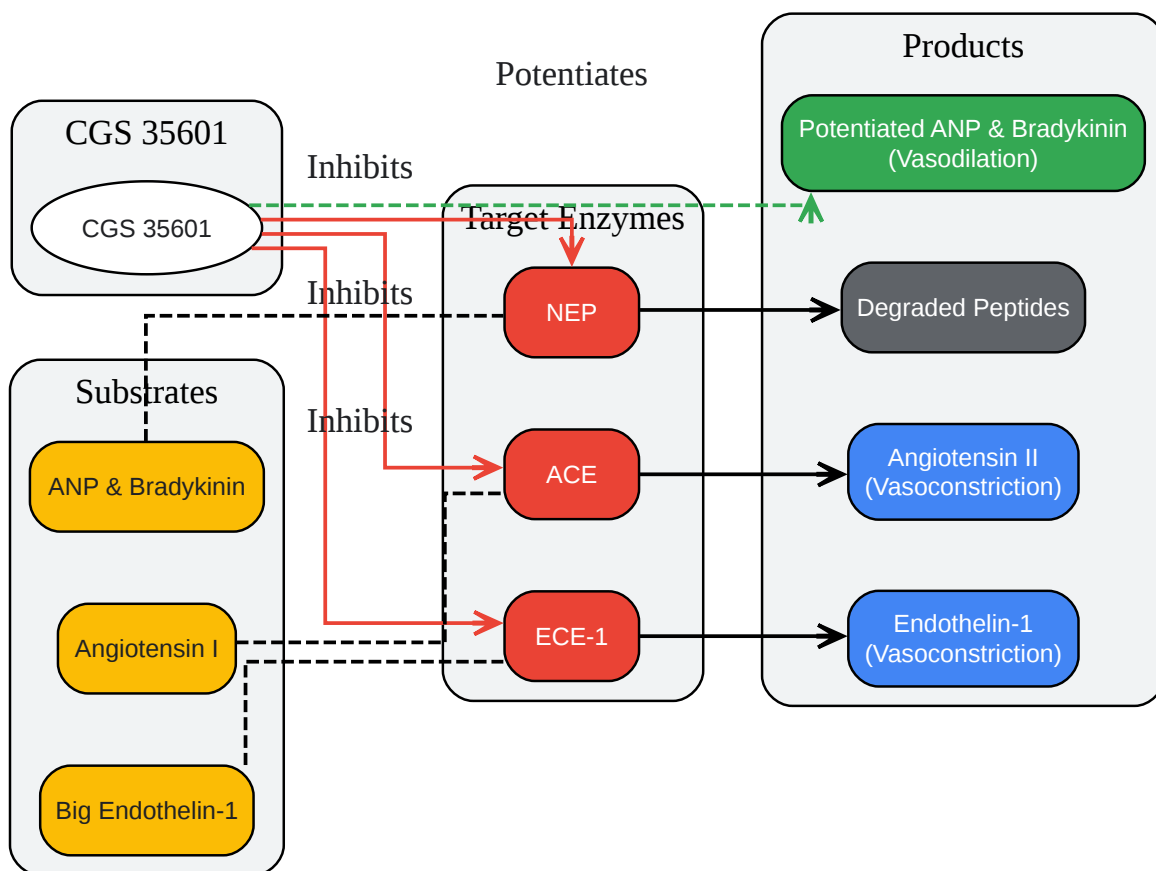 Products
Potentiates
Potentiated ANP & Bradykinin
(Vasodilation)
CGS 35601
Inhibits
CGS 35601
Target Enzymes
Inhibits
NEP
Degraded Peptides
Substrates
Inhibits
ANP & Bradykinin
ACE
Angiotensin II
(Vasoconstriction)
Angiotensin I
ECE-1
Endothelin-1
(Vasoconstriction)
Big Endothelin-1